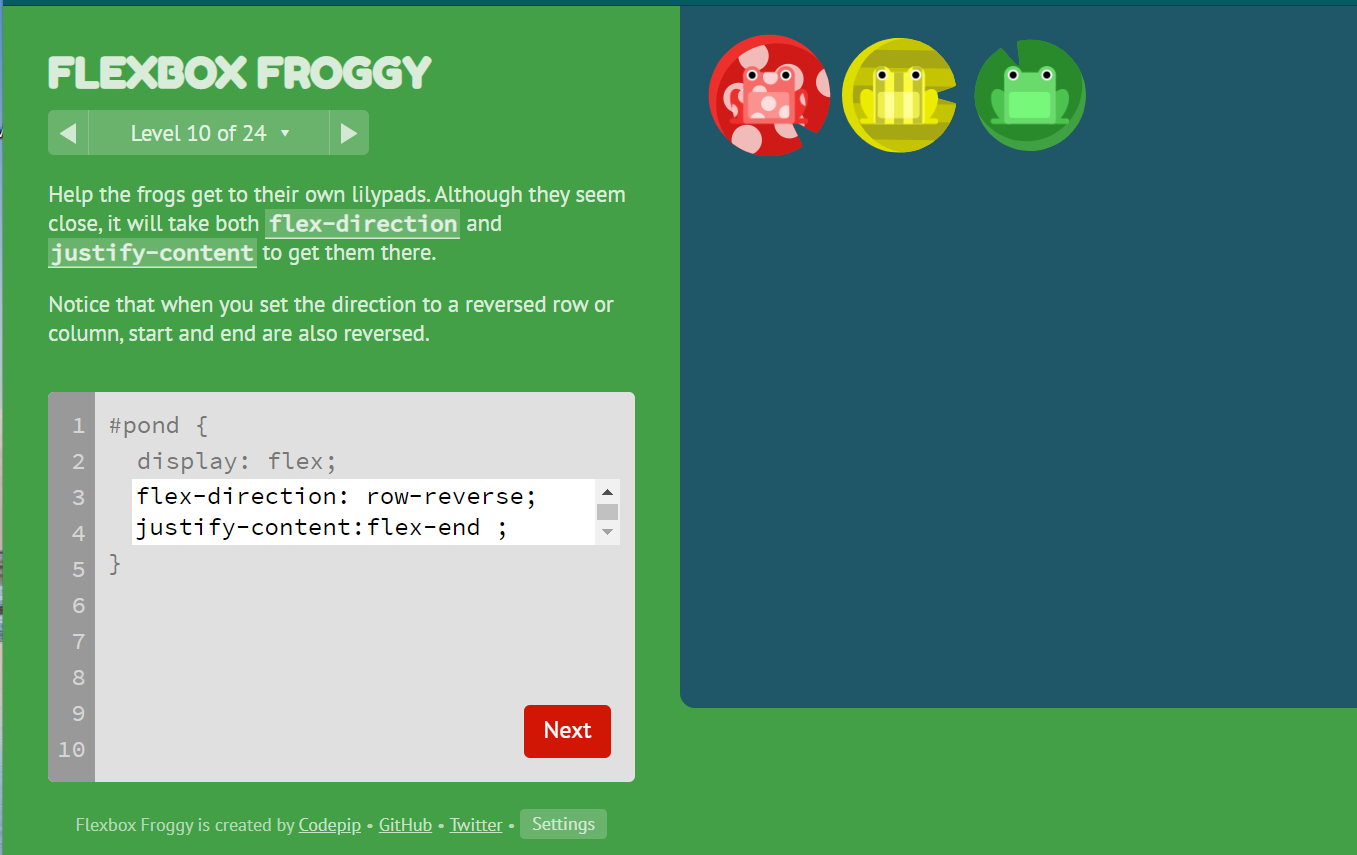 FLEXBOX FROGGY
Level 10 of 24
Help the frogs get to their own lilypads. Although they seem
close, it will take both flex-direction and
justify-content to get them there.
Notice that when you set the direction to a reversed row or
column, start and end are also reversed.
1 #pond {
2 display: flex;
3 flex-direction: row-reverse;
4 justify-content:flex-end ;
5 }
6
7
8
9
10
Next
Flexbox Froggy is created by Codepip • GitHub • Twitter • Settings